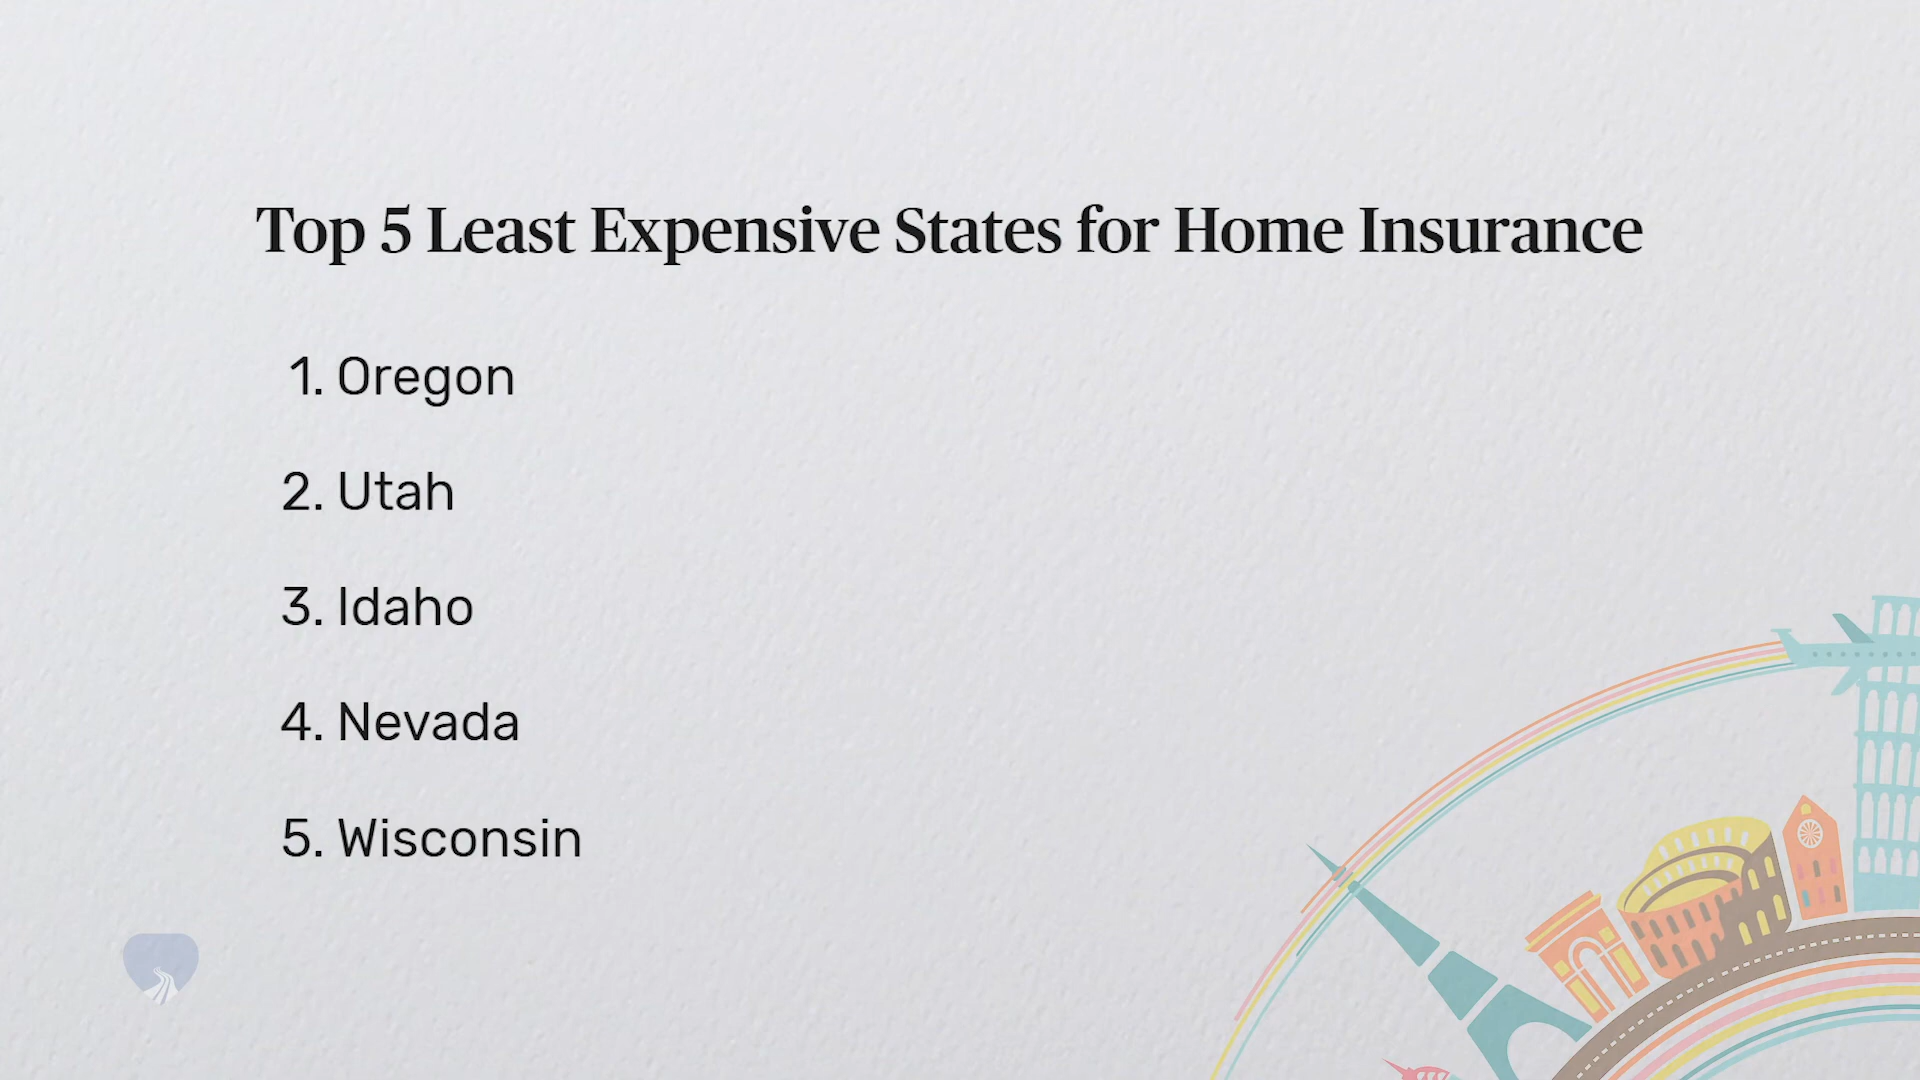 Top 5 Least Expensive States for Home Insurance
1. Oregon
2. Utah
3. Idaho
4. Nevada
5. Wisconsin